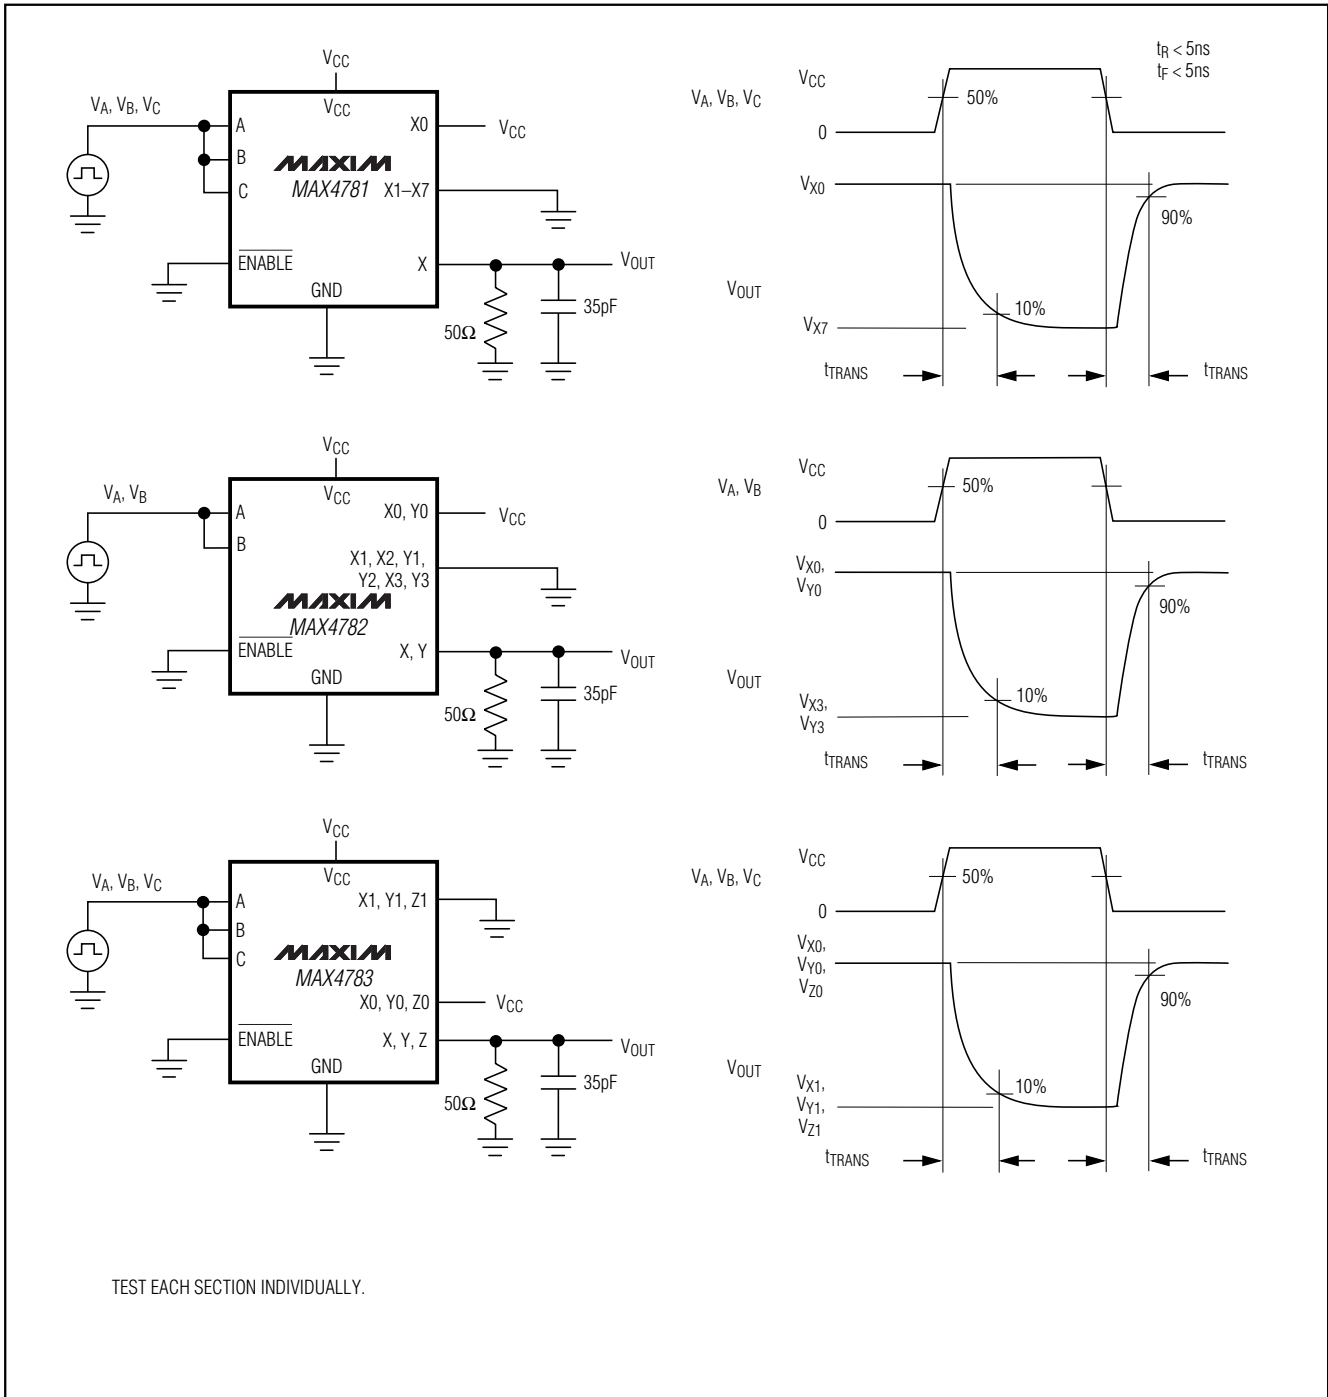 VCC
VA, VB, VC
VCC
A
X0
VCC
B
MAXIM
C
MAX4781
X1–X7
ENABLE
X
VOUT
GND
50Ω
35pF
tR < 5ns
tF < 5ns
VCC
VA, VB, VC
50%
0
VX0
90%
VOUT
10%
VX7
tTRANS
tTRANS
VCC
VA, VB
VCC
A
X0, Y0
VCC
B
X1, X2, Y1,
Y2, X3, Y3
MAXIM
MAX4782
ENABLE
X, Y
VOUT
GND
50Ω
35pF
VCC
VA, VB
50%
0
VX0,
VY0
90%
VOUT
10%
VX3,
VY3
tTRANS
tTRANS
VCC
VA, VB, VC
VCC
A
X1, Y1, Z1
B
MAXIM
C
MAX4783
X0, Y0, Z0
VCC
ENABLE
X, Y, Z
VOUT
GND
50Ω
35pF
VCC
VA, VB, VC
50%
0
VX0,
VY0,
VZ0
90%
VOUT
10%
VX1,
VY1,
VZ1
tTRANS
tTRANS
TEST EACH SECTION INDIVIDUALLY.